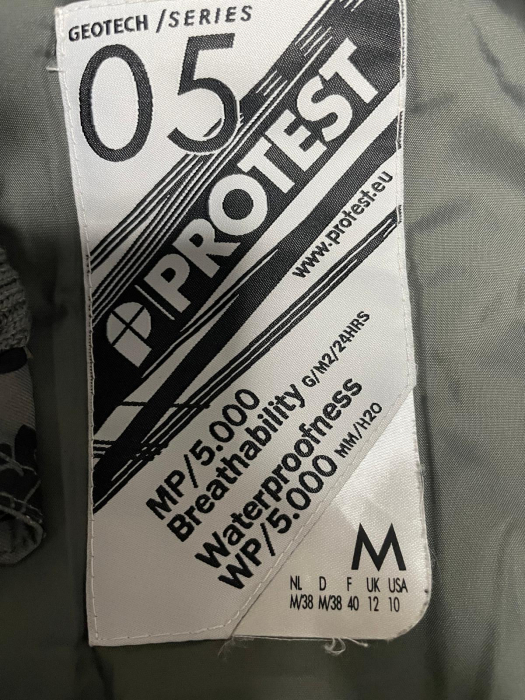 GEOTECH / SERIES
05
PROTEST
www.protest.eu
MP/5.000
Breathability G/M2/24HRS
Waterproofness
WP/5.000 MM/H2O
M
NL D F UK USA
M/38 M/38 40 12 10